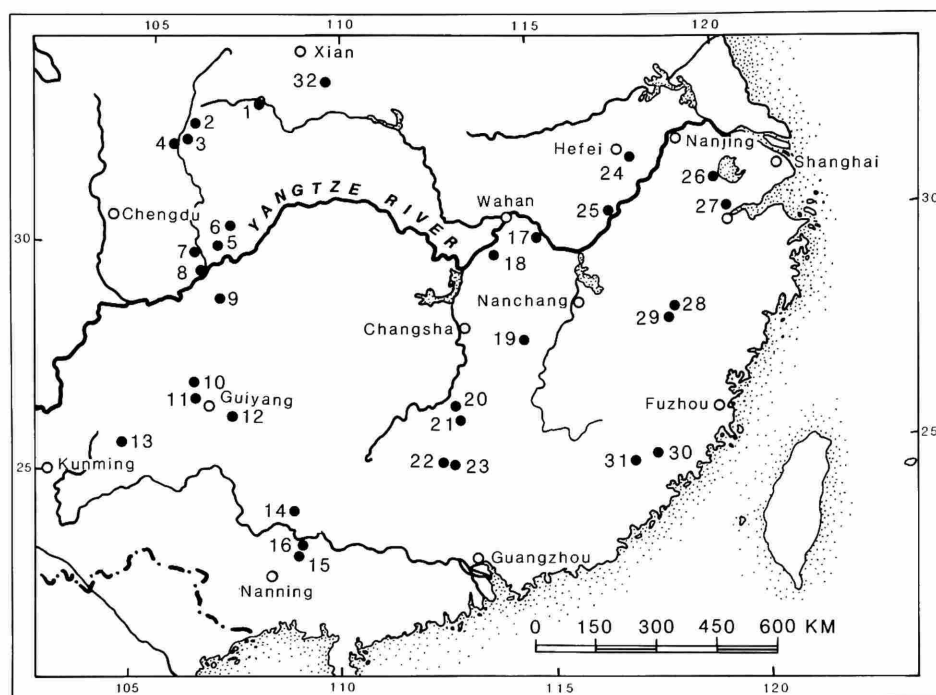 105 110 115 120
Xian
32
1
2
4 3
Hefei
Nanjing
24
Shanghai
26
Chengdu
YANGTZE RIVER
Wahan
25
27
6
5
30
7
17
30
8
18
9
Nanchang
28
29
Changsha
19
10
11 Guiyang
20
Fuzhou
12
21
13
25
30
Kunming
22 23
31
25
14
16
15
Guangzhou
Nanning
0 150 300 450 600 KM
105 110 115 120